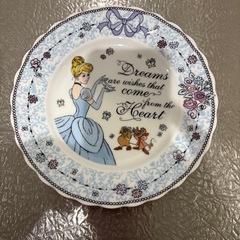 Dreams
are wishes that
come
from the
Heart